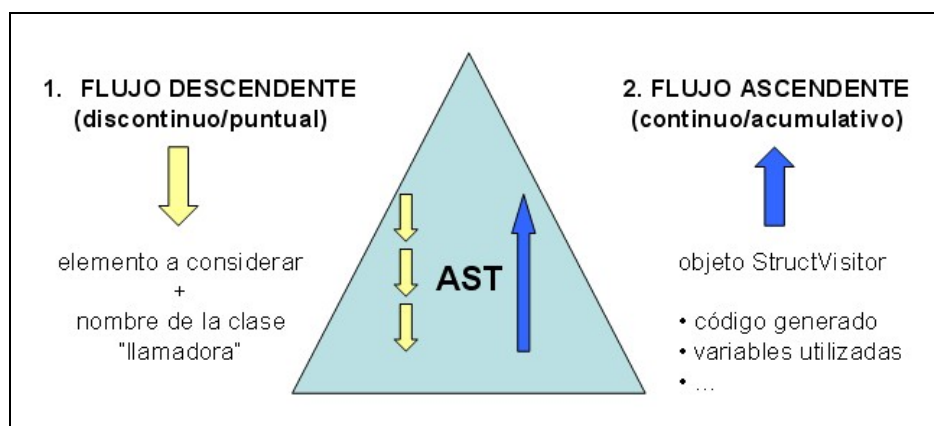 1. FLUJO DESCENDENTE
(discontinuo/puntual)
elemento a considerar
+
nombre de la clase
"llamadora"
AST
2. FLUJO ASCENDENTE
(continuo/acumulativo)
objeto StructVisitor
• código generado
• variables utilizadas
• ...